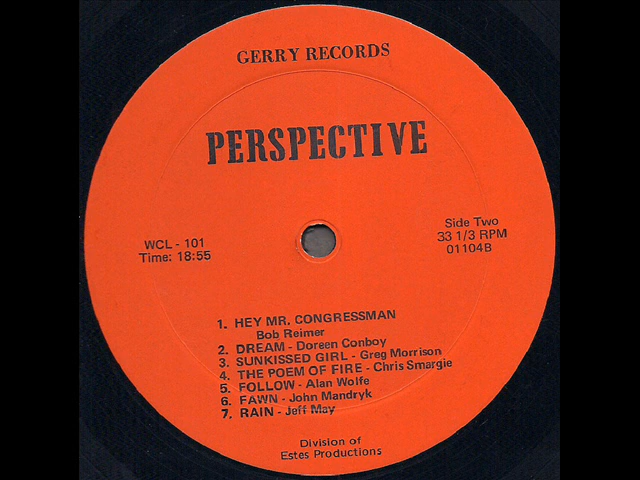 GERRY RECORDS
PERSPECTIVE
WCL - 101
Time: 18:55
Side Two
33 1/3 RPM
01104B
1. HEY MR. CONGRESSMAN
Bob Reimer
2. DREAM - Doreen Conboy
3. SUNKISSED GIRL - Greg Morrison
4. THE POEM OF FIRE - Chris Smargie
5. FOLLOW - Alan Wolfe
6. FAWN - John Mandryk
7. RAIN - Jeff May
Division of
Estes Productions